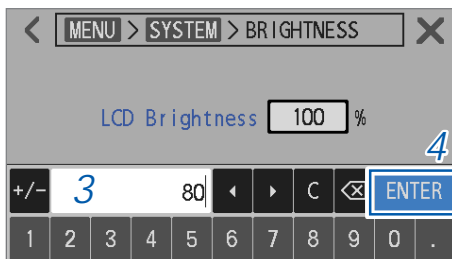 < MENU > SYSTEM > BRIGHTNESS X
LCD Brightness 100 %
4
+/- 3 80 C ENTER
1 2 3 4 5 6 7 8 9 0 .